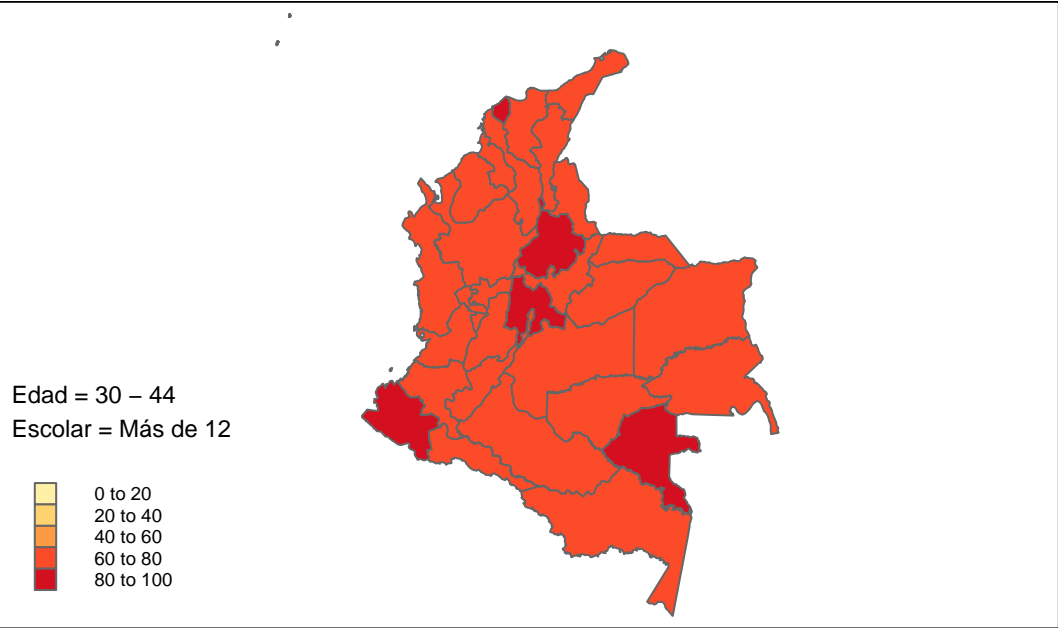 Edad = 30 – 44
Escolar = Más de 12
0 to 20
20 to 40
40 to 60
60 to 80
80 to 100